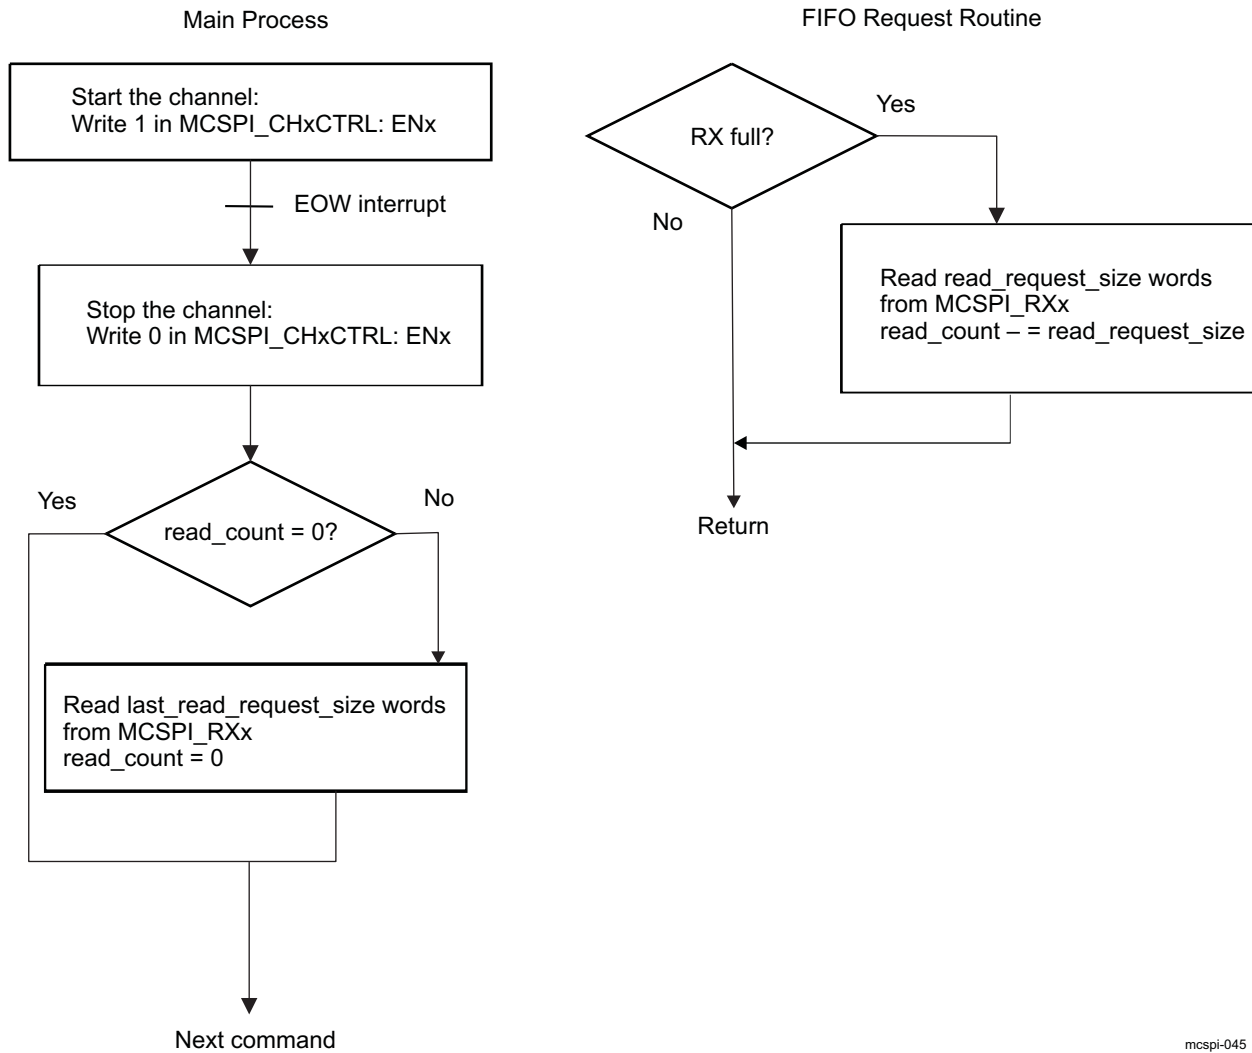 Main Process
Start the channel:
Write 1 in MCSPI_CHxCTRL: ENx
EOW interrupt
Stop the channel:
Write 0 in MCSPI_CHxCTRL: ENx
Yes
No
read_count = 0?
Read last_read_request_size words
from MCSPI_RXx
read_count = 0
Next command
FIFO Request Routine
RX full?
Yes
No
Read read_request_size words
from MCSPI_RXx
read_count – = read_request_size
Return
mcspi-045